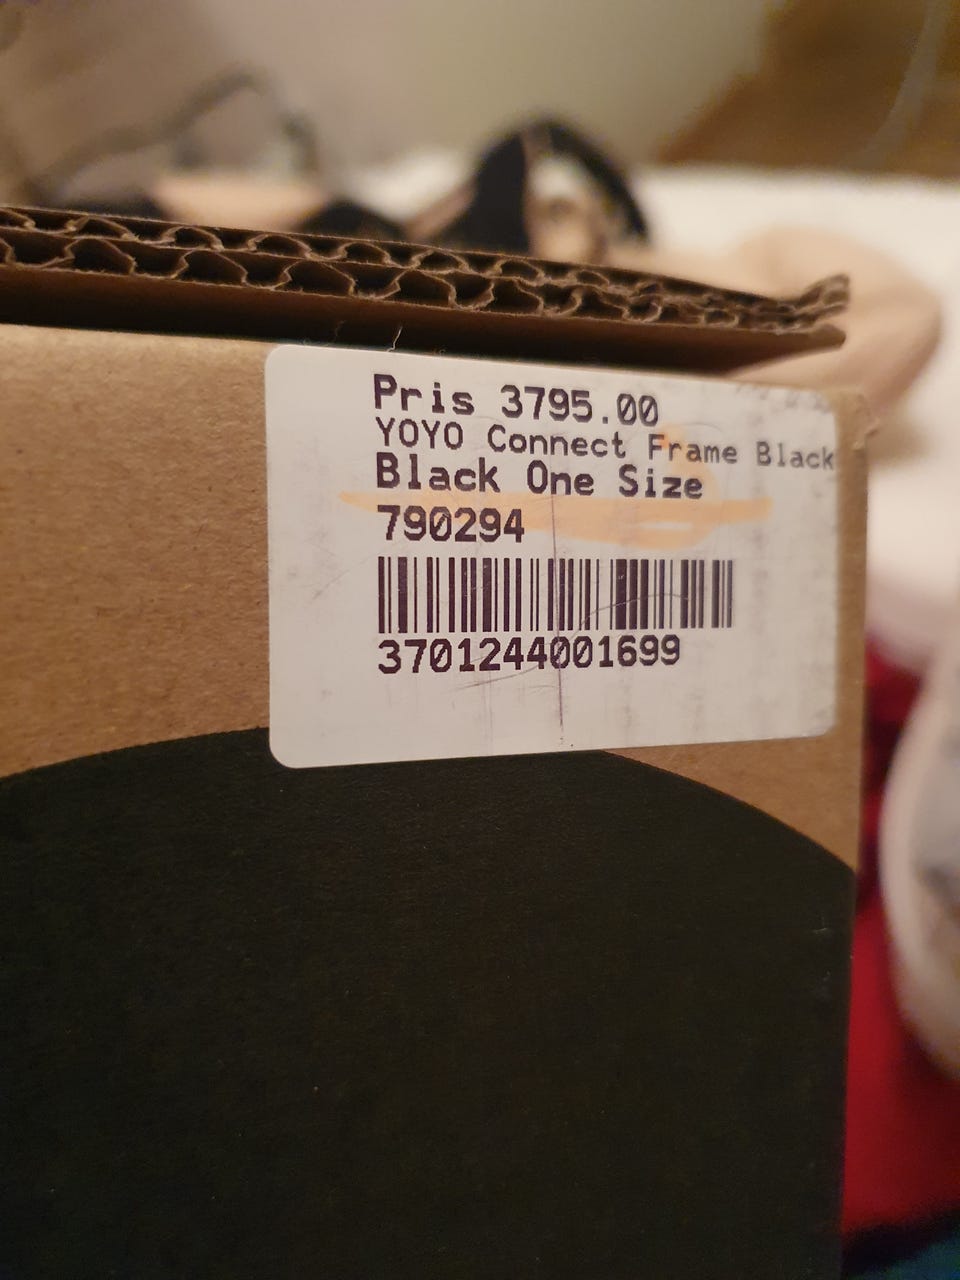 Pris 3795.00
YOYO Connect Frame Black
Black One Size
790294
3701244001699